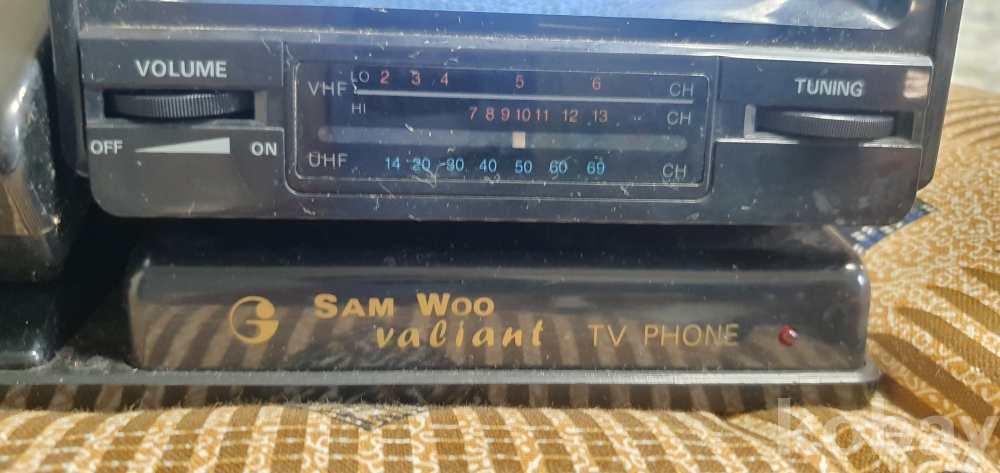 VOLUME
OFF ON
VHF LO 2 3 4 5 6 CH
HI 7 8 9 10 11 12 13 CH
UHF 14 20 30 40 50 60 69 CH
TUNING
SAM WOO
valiant TV PHONE
kobay